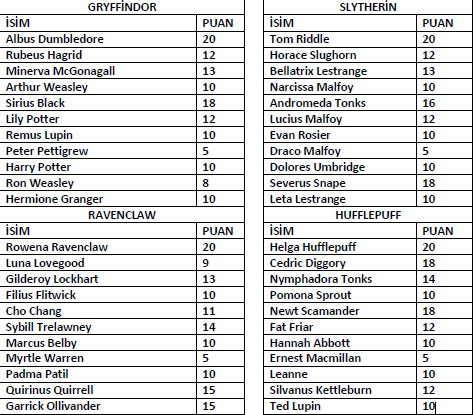 GRYFFİNDOR
İSİM PUAN
Albus Dumbledore 20
Rubeus Hagrid 12
Minerva McGonagall 13
Arthur Weasley 10
Sirius Black 18
Lily Potter 12
Remus Lupin 10
Peter Pettigrew 5
Harry Potter 10
Ron Weasley 8
Hermione Granger 10
SLYTHERİN
İSİM PUAN
Tom Riddle 20
Horace Slughorn 12
Bellatrix Lestrange 13
Narcissa Malfoy 10
Andromeda Tonks 16
Lucius Malfoy 12
Evan Rosier 10
Draco Malfoy 5
Dolores Umbridge 10
Severus Snape 18
Leta Lestrange 10
RAVENCLAW
İSİM PUAN
Rowena Ravenclaw 20
Luna Lovegood 9
Gilderoy Lockhart 13
Filius Flitwick 10
Cho Chang 11
Sybill Trelawney 14
Marcus Belby 10
Myrtle Warren 5
Padma Patil 10
Quirinus Quirrell 15
Garrick Ollivander 15
HUFFLEPUFF
İSİM PUAN
Helga Hufflepuff 20
Cedric Diggory 18
Nymphadora Tonks 14
Pomona Sprout 10
Newt Scamander 18
Fat Friar 12
Hannah Abbott 10
Ernest Macmillan 5
Leanne 10
Silvanus Kettleburn 12
Ted Lupin 10